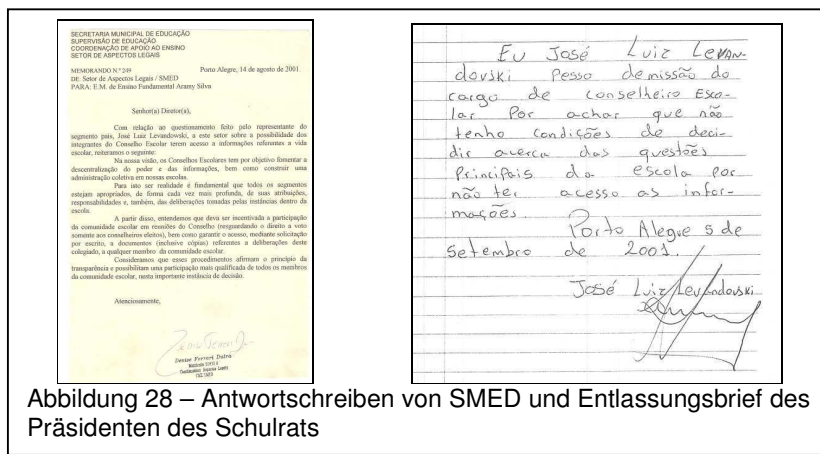 SECRETARIA MUNICIPAL DE EDUCAÇÃO
SUPERVISÃO DE EDUCAÇÃO
COORDENAÇÃO DE APOIO AO ENSINO
SETOR DE ASPECTOS LEGAIS
MEMORANDO N.º 249 Porto Alegre, 14 de agosto de 2001.
DE: Setor de Aspectos Legais / SMED
PARA: E.M. de Ensino Fundamental Aramy Silva
Senhor(a) Diretor(a),
Com relação ao questionamento feito pelo representante do
segmento pais, José Luiz Levandowski, a este setor sobre a possibilidade dos
integrantes do Conselho Escolar terem acesso a informações referentes a vida
escolar, reiteramos o seguinte:
Na nossa visão, os Conselhos Escolares tem por objetivo fomentar a
descentralização do poder e das informações, bem como construir uma
administração coletiva em nossas escolas.
Para isto ser realidade é fundamental que todos os segmentos
estejam apropriados, de forma cada vez mais profunda, de suas atribuições,
responsabilidades e, também, das deliberações tomadas pelas instâncias dentro da
escola.
A partir disso, entendemos que deva ser incentivada a participação
da comunidade escolar em reuniões do Conselho (resguardando o direito a voto
somente aos conselheiros eleitos), bem como garantir o acesso, mediante solicitação
por escrito, a documentos (inclusive cópias) referentes a deliberações deste
colegiado, a qualquer membro da comunidade escolar.
Consideramos que esses procedimentos afirmam o princípio da
transparência e possibilitam uma participação mais qualificada de todos os membros
da comunidade escolar, nesta importante instância de decisão.
Atenciosamente,
Denise Ferrari Dutra
Eu José Luiz Levan-
dovski Pesso demissão do
cargo de conselheiro Esco-
lar Por achar que não
tenho condições de deci-
dir acerca das questões
Principais da escola por
não ter acesso as infor-
mações.
Porto Alegre 5 de
Setembro de 2001.
José Luiz Levandovski
Abbildung 28 – Antwortschreiben von SMED und Entlassungsbrief des
Präsidenten des Schulrats